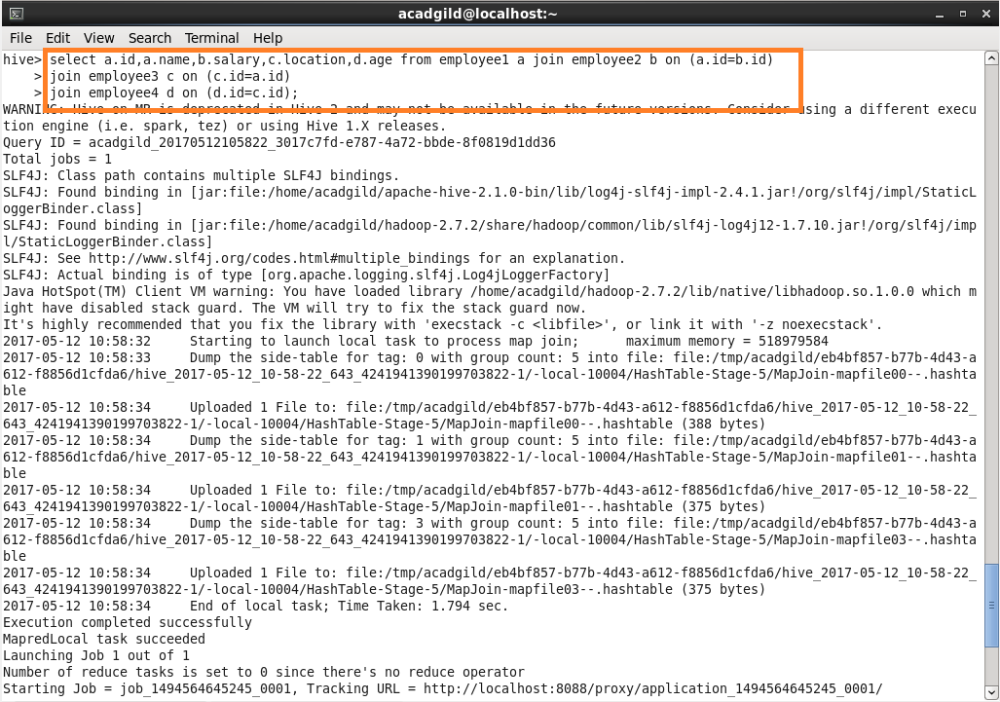 acadgild@localhost:~
File Edit View Search Terminal Help
hive> select a.id,a.name,b.salary,c.location,d.age from employee1 a join employee2 b on (a.id=b.id)
> join employee3 c on (c.id=a.id)
> join employee4 d on (d.id=c.id);
WARNING: Hive-on-MR is deprecated in Hive 2 and may not be available in the future versions. Consider using a different execu
tion engine (i.e. spark, tez) or using Hive 1.X releases.
Query ID = acadgild_20170512105822_3017c7fd-e787-4a72-bbde-8f0819d1dd36
Total jobs = 1
SLF4J: Class path contains multiple SLF4J bindings.
SLF4J: Found binding in [jar:file:/home/acadgild/apache-hive-2.1.0-bin/lib/log4j-slf4j-impl-2.4.1.jar!/org/slf4j/impl/StaticL
oggerBinder.class]
SLF4J: Found binding in [jar:file:/home/acadgild/hadoop-2.7.2/share/hadoop/common/lib/slf4j-log4j12-1.7.10.jar!/org/slf4j/imp
l/StaticLoggerBinder.class]
SLF4J: See http://www.slf4j.org/codes.html#multiple_bindings for an explanation.
SLF4J: Actual binding is of type [org.apache.logging.slf4j.Log4jLoggerFactory]
Java HotSpot(TM) Client VM warning: You have loaded library /home/acadgild/hadoop-2.7.2/lib/native/libhadoop.so.1.0.0 which m
ight have disabled stack guard. The VM will try to fix the stack guard now.
It's highly recommended that you fix the library with 'execstack -c <libfile>', or link it with '-z noexecstack'.
2017-05-12 10:58:32 Starting to launch local task to process map join; maximum memory = 518979584
2017-05-12 10:58:33 Dump the side-table for tag: 0 with group count: 5 into file: file:/tmp/acadgild/eb4bf857-b77b-4d43-a
612-f8856d1cfda6/hive_2017-05-12_10-58-22_643_4241941390199703822-1/-local-10004/HashTable-Stage-5/MapJoin-mapfile00--.hashta
ble
2017-05-12 10:58:34 Uploaded 1 File to: file:/tmp/acadgild/eb4bf857-b77b-4d43-a612-f8856d1cfda6/hive_2017-05-12_10-58-22_
643_4241941390199703822-1/-local-10004/HashTable-Stage-5/MapJoin-mapfile00--.hashtable (388 bytes)
2017-05-12 10:58:34 Dump the side-table for tag: 1 with group count: 5 into file: file:/tmp/acadgild/eb4bf857-b77b-4d43-a
612-f8856d1cfda6/hive_2017-05-12_10-58-22_643_4241941390199703822-1/-local-10004/HashTable-Stage-5/MapJoin-mapfile01--.hashta
ble
2017-05-12 10:58:34 Uploaded 1 File to: file:/tmp/acadgild/eb4bf857-b77b-4d43-a612-f8856d1cfda6/hive_2017-05-12_10-58-22_
643_4241941390199703822-1/-local-10004/HashTable-Stage-5/MapJoin-mapfile01--.hashtable (375 bytes)
2017-05-12 10:58:34 Dump the side-table for tag: 3 with group count: 5 into file: file:/tmp/acadgild/eb4bf857-b77b-4d43-a
612-f8856d1cfda6/hive_2017-05-12_10-58-22_643_4241941390199703822-1/-local-10004/HashTable-Stage-5/MapJoin-mapfile03--.hashta
ble
2017-05-12 10:58:34 Uploaded 1 File to: file:/tmp/acadgild/eb4bf857-b77b-4d43-a612-f8856d1cfda6/hive_2017-05-12_10-58-22_
643_4241941390199703822-1/-local-10004/HashTable-Stage-5/MapJoin-mapfile03--.hashtable (375 bytes)
2017-05-12 10:58:34 End of local task; Time Taken: 1.794 sec.
Execution completed successfully
MapredLocal task succeeded
Launching Job 1 out of 1
Number of reduce tasks is set to 0 since there's no reduce operator
Starting Job = job_1494564645245_0001, Tracking URL = http://localhost:8088/proxy/application_1494564645245_0001/